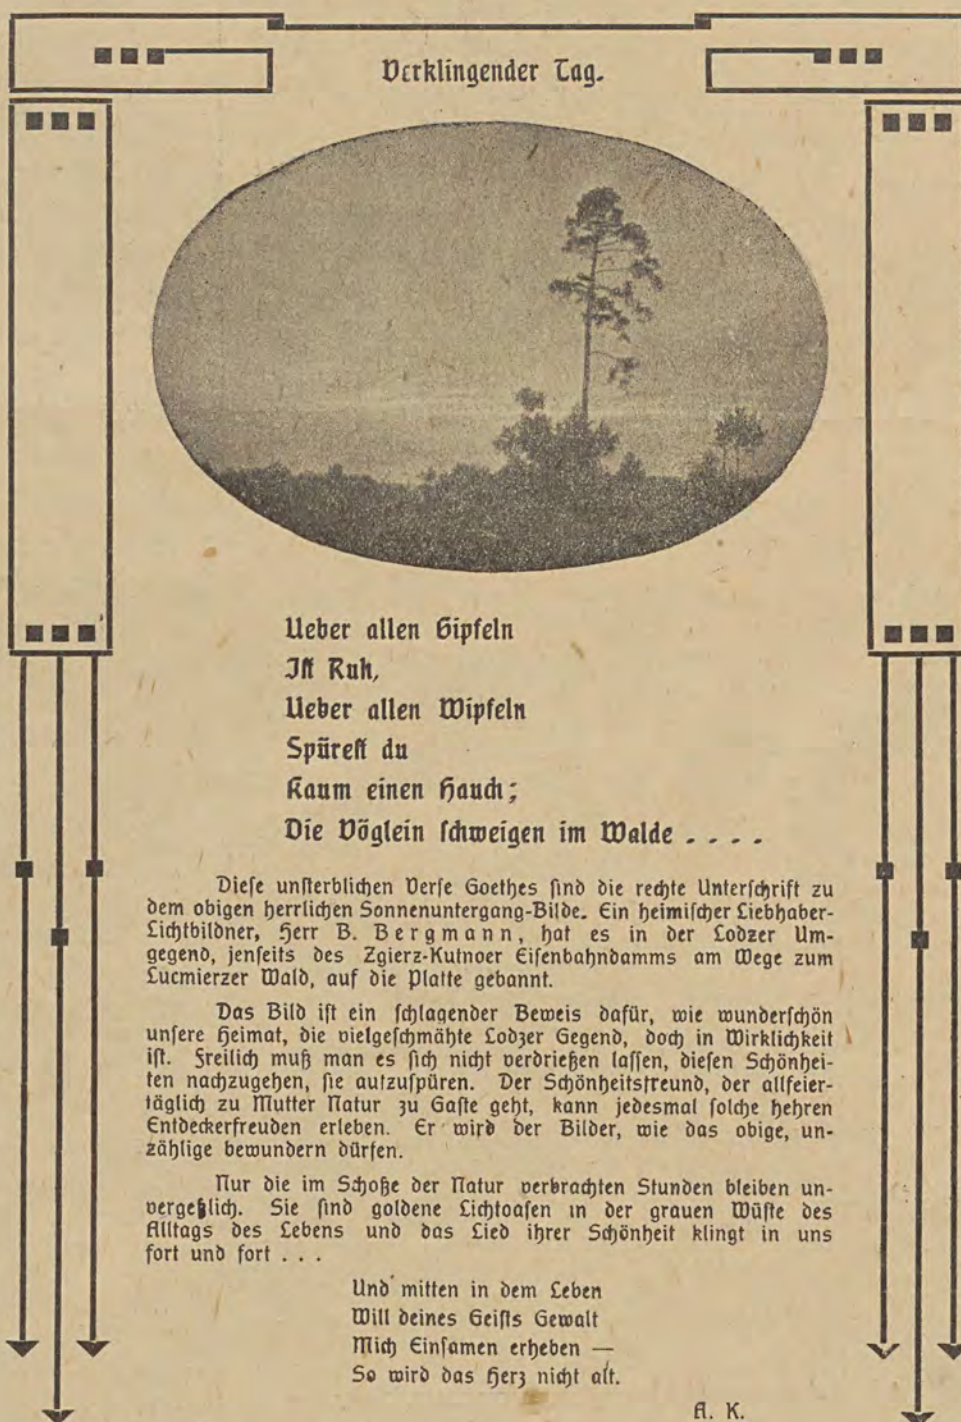 Verklingender Tag.
Ueber allen Gipfeln
Ist Ruh,
Ueber allen Wipfeln
Spürest du
Kaum einen Hauch;
Die Vöglein schweigen im Walde . . . .
Diese unsterblichen Verse Goethes sind die rechte Unterschrift zu
dem obigen herrlichen Sonnenuntergang-Bilde. Ein heimischer Liebhaber-
Lichtbildner, Herr B. Bergmann, hat es in der Lodzer Um-
gegend, jenseits des Zgierz-Kutnoer Eisenbahndamms am Wege zum
Lucmierzer Wald, auf die Platte gebannt.
Das Bild ist ein schlagender Beweis dafür, wie wunderschön
unsere Heimat, die vielgeschmähte Lodzer Gegend, doch in Wirklichkeit
ist. Freilich muß man es sich nicht verdrießen lassen, diesen Schönhei-
ten nachzugehen, sie aufzuspüren. Der Schönheitsfreund, der allfeier-
täglich zu Mutter Natur zu Gaste geht, kann jedesmal solche hehren
Entdeckerfreuden erleben. Er wird der Bilder, wie das obige, un-
zählige bewundern dürfen.
Nur die im Schoße der Natur verbrachten Stunden bleiben un-
vergeßlich. Sie sind goldene Lichtoasen in der grauen Wüste des
Alltags des Lebens und das Lied ihrer Schönheit klingt in uns
fort und fort . . .
Und mitten in dem Leben
Will deines Geists Gewalt
Mich Einsamen erheben —
So wird das Herz nicht alt.
A. K.